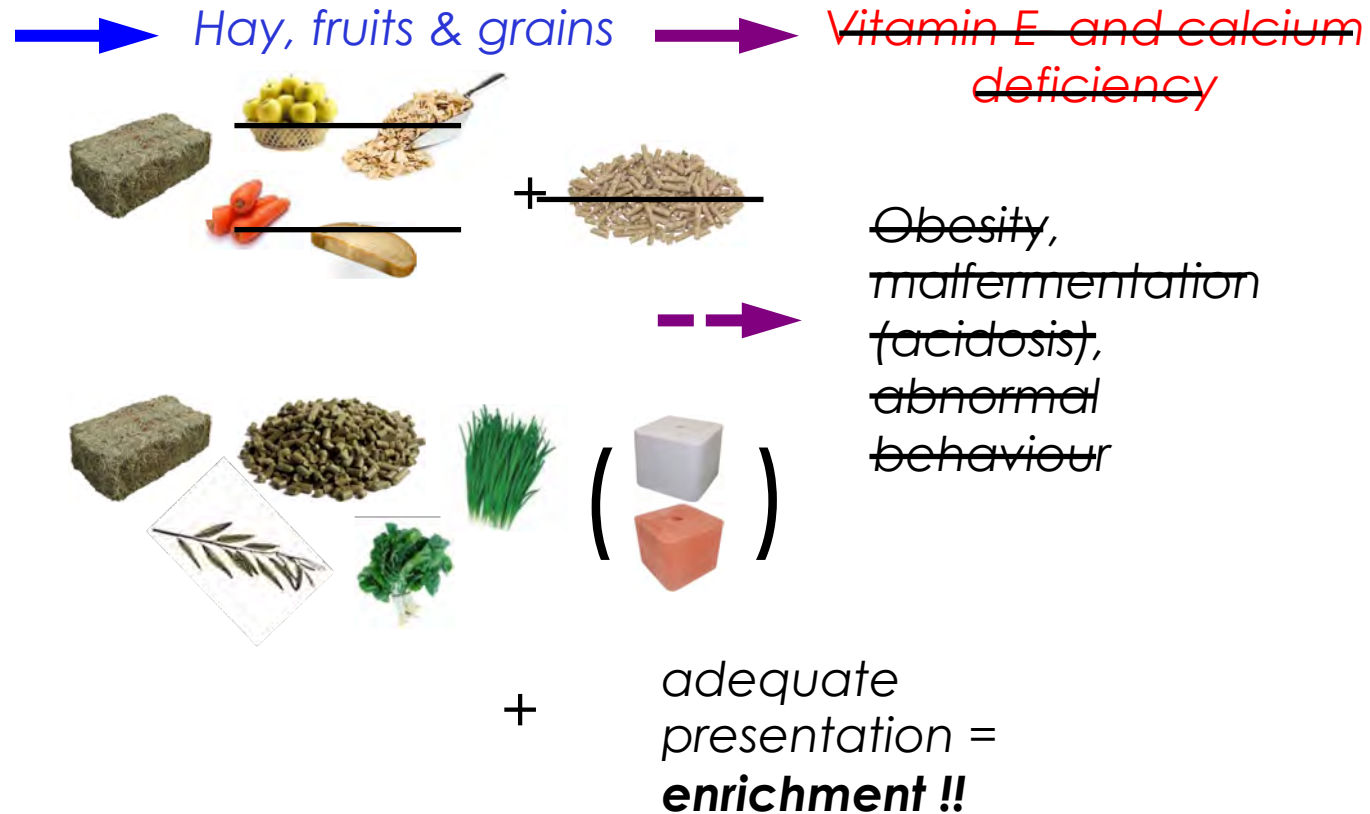 Hay, fruits & grains
Vitamin E- and calcium
deficiency
+
Obesity,
malfermentation
(acidosis),
abnormal
behaviour
( )
+
adequate
presentation =
enrichment !!